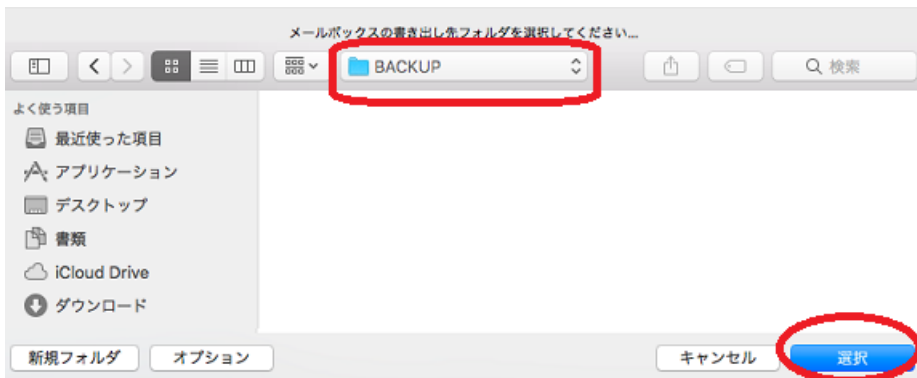 メールボックスの書き出し先フォルダを選択してください...
BACKUP
検索
よく使う項目
最近使った項目
アプリケーション
デスクトップ
書類
iCloud Drive
ダウンロード
新規フォルダ
オプション
キャンセル
選択